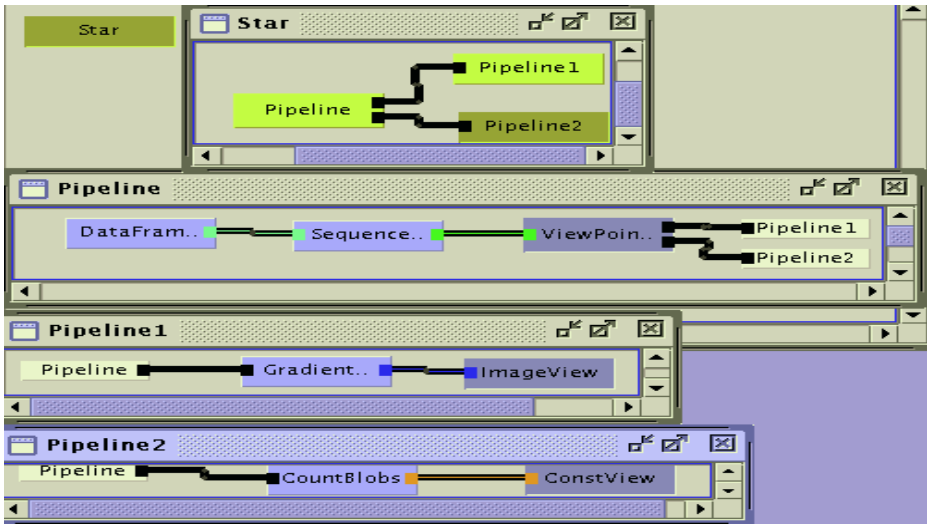 Star
Star
Pipeline1
Pipeline
Pipeline2
Pipeline
DataFram.. Sequence.. ViewPoin.. Pipeline1
Pipeline2
Pipeline1
Pipeline Gradient.. ImageView
Pipeline2
Pipeline CountBlobs ConstView